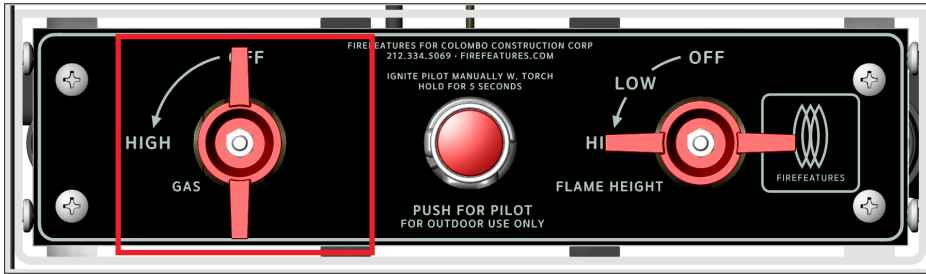 FIREFEATURES FOR COLOMBO CONSTRUCTION CORP
212.334.5069 · FIREFEATURES.COM
IGNITE PILOT MANUALLY W. TORCH
HOLD FOR 5 SECONDS
OFF
HIGH
GAS
PUSH FOR PILOT
FOR OUTDOOR USE ONLY
OFF
LOW
HI
FLAME HEIGHT
FIREFEATURES